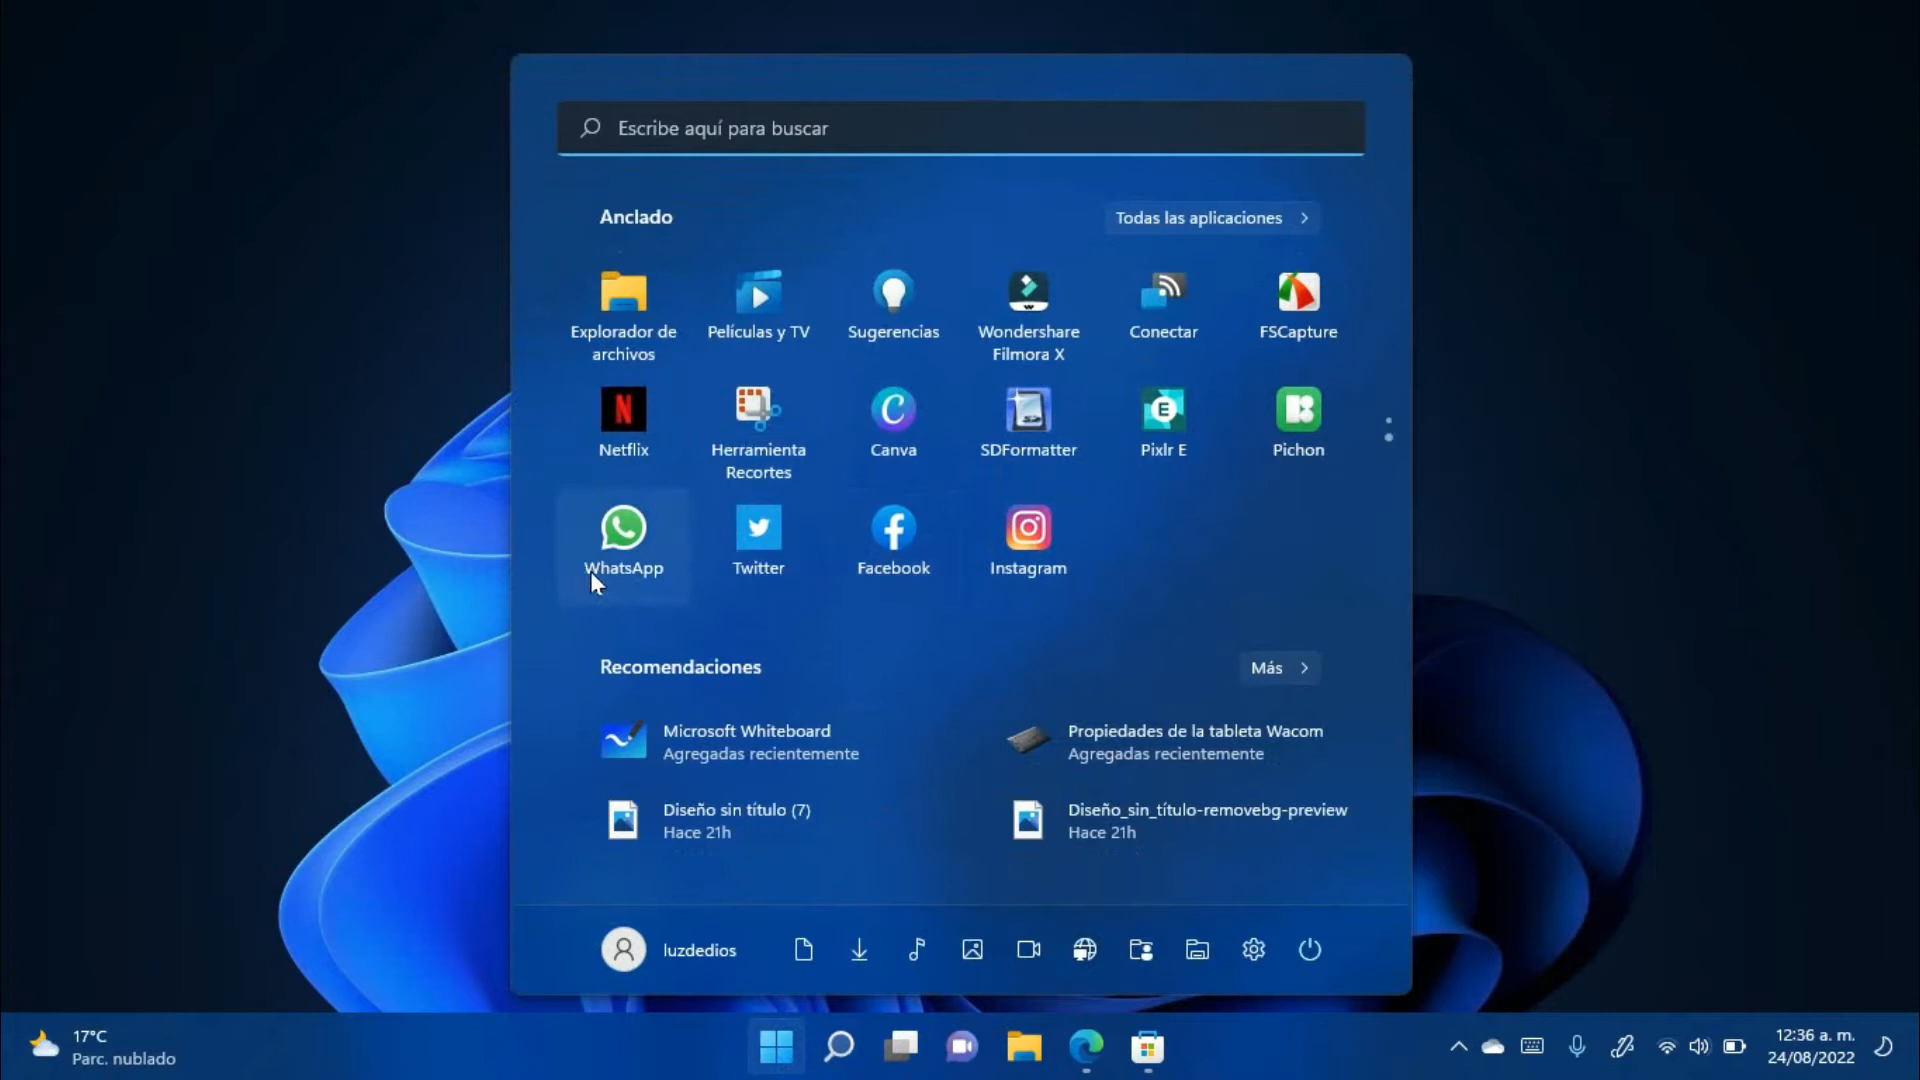 Escribe aquí para buscar
Anclado
Todas las aplicaciones
Explorador de archivos
Películas y TV
Sugerencias
Wondershare Filmora X
Conectar
FSCapture
Netflix
Herramienta Recortes
Canva
SDFormatter
Pixlr E
Pichon
WhatsApp
Twitter
Facebook
Instagram
Recomendaciones
Más
Microsoft Whiteboard
Agregadas recientemente
Propiedades de la tableta Wacom
Agregadas recientemente
Diseño sin título (7)
Hace 21h
Diseño_sin_título-removebg-preview
Hace 21h
luzdedios
17°C
Parc. nublado
12:36 a. m.
24/08/2022